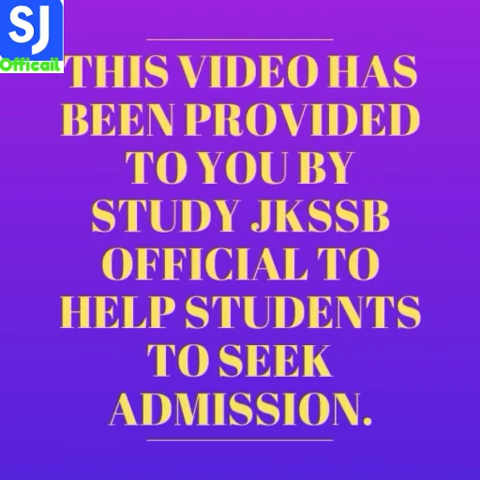 SJ
Officail
THIS VIDEO HAS
BEEN PROVIDED
TO YOU BY
STUDY JKSSB
OFFICIAL TO
HELP STUDENTS
TO SEEK
ADMISSION.